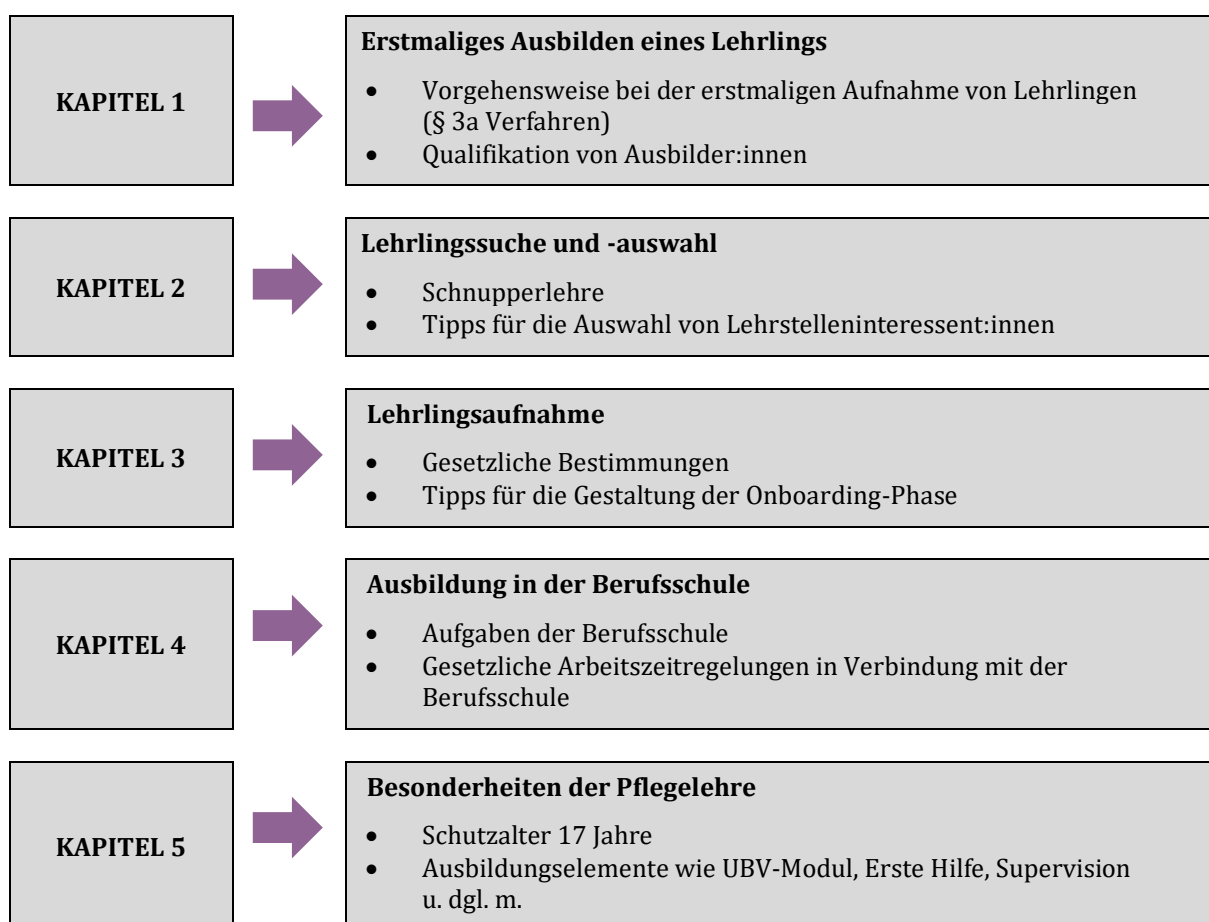 KAPITEL 1
Erstmaliges Ausbilden eines Lehrlings
• Vorgehensweise bei der erstmaligen Aufnahme von Lehrlingen
(§ 3a Verfahren)
• Qualifikation von Ausbilder:innen
KAPITEL 2
Lehrlingssuche und -auswahl
• Schnupperlehre
• Tipps für die Auswahl von Lehrstelleninteressent:innen
KAPITEL 3
Lehrlingsaufnahme
• Gesetzliche Bestimmungen
• Tipps für die Gestaltung der Onboarding-Phase
KAPITEL 4
Ausbildung in der Berufsschule
• Aufgaben der Berufsschule
• Gesetzliche Arbeitszeitregelungen in Verbindung mit der
Berufsschule
KAPITEL 5
Besonderheiten der Pflegelehre
• Schutzalter 17 Jahre
• Ausbildungselemente wie UBV-Modul, Erste Hilfe, Supervision
u. dgl. m.